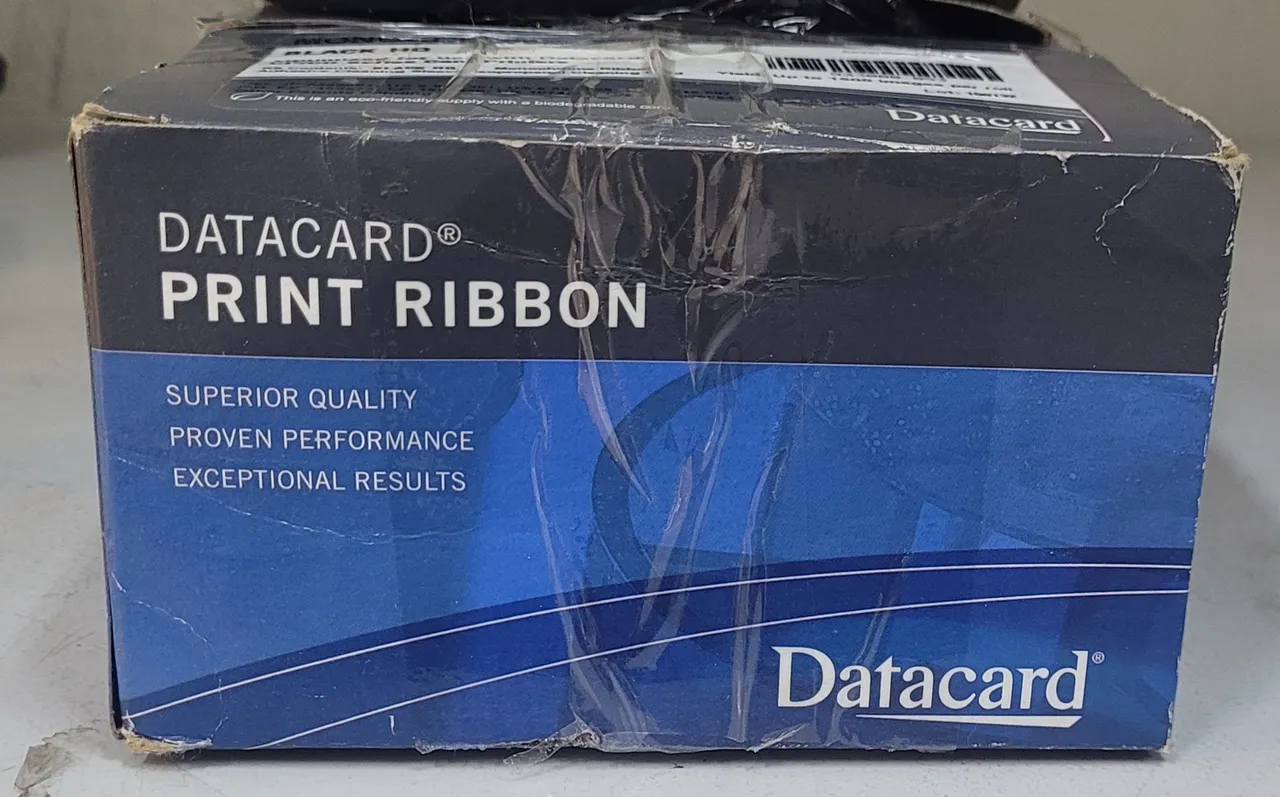 BLACK HD
This is an eco-friendly supply with a biodegradable core
Datacard
DATACARD®
PRINT RIBBON
SUPERIOR QUALITY
PROVEN PERFORMANCE
EXCEPTIONAL RESULTS
Datacard®